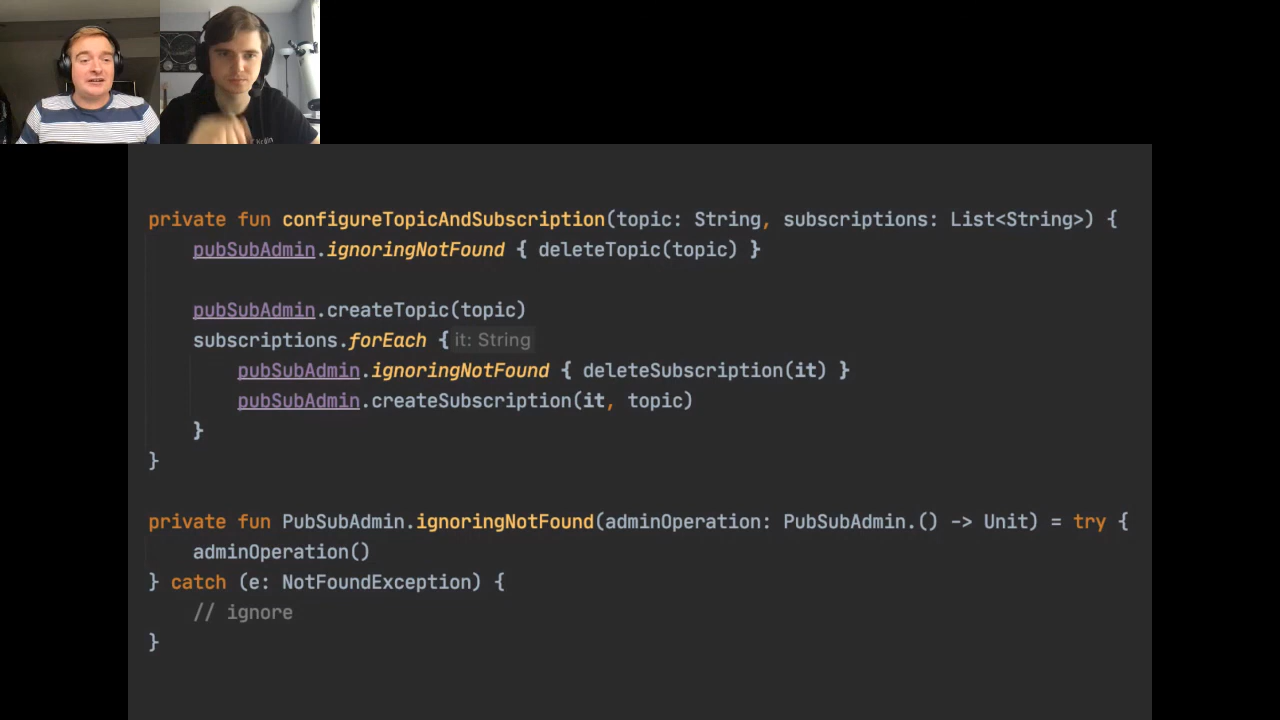 private fun configureTopicAndSubscription(topic: String, subscriptions: List<String>) {
pubSubAdmin.ignoringNotFound { deleteTopic(topic) }
pubSubAdmin.createTopic(topic)
subscriptions.forEach { it: String
pubSubAdmin.ignoringNotFound { deleteSubscription(it) }
pubSubAdmin.createSubscription(it, topic)
}
}
private fun PubSubAdmin.ignoringNotFound(adminOperation: PubSubAdmin.() -> Unit) = try {
adminOperation()
} catch (e: NotFoundException) {
// ignore
}